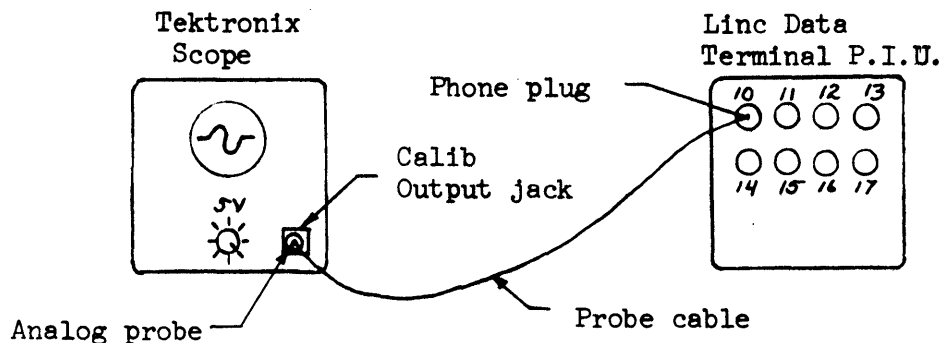 Tektronix
Scope
Linc Data
Terminal P.I.U.
Phone plug
10 11 12 13
Calib
Output jack
14 15 16 17
5V
Analog probe
Probe cable